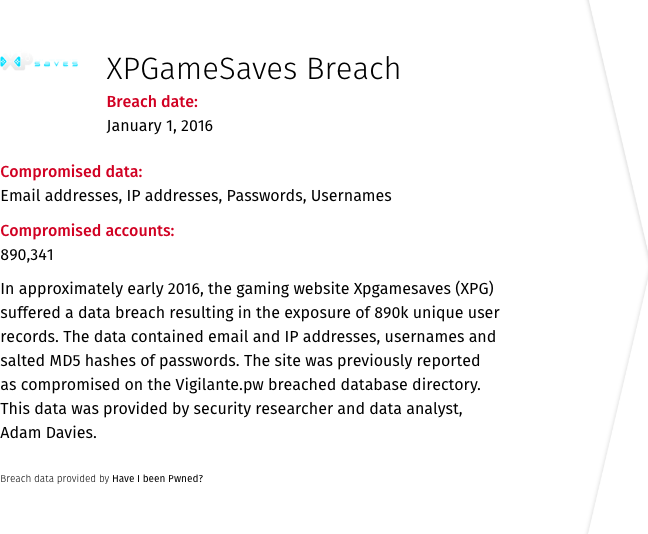 saves
XPGameSaves Breach
Breach date:
January 1, 2016
Compromised data:
Email addresses, IP addresses, Passwords, Usernames
Compromised accounts:
890,341
In approximately early 2016, the gaming website Xpgamesaves (XPG)
suffered a data breach resulting in the exposure of 890k unique user
records. The data contained email and IP addresses, usernames and
salted MD5 hashes of passwords. The site was previously reported
as compromised on the Vigilante.pw breached database directory.
This data was provided by security researcher and data analyst,
Adam Davies.
Breach data provided by Have I been Pwned?